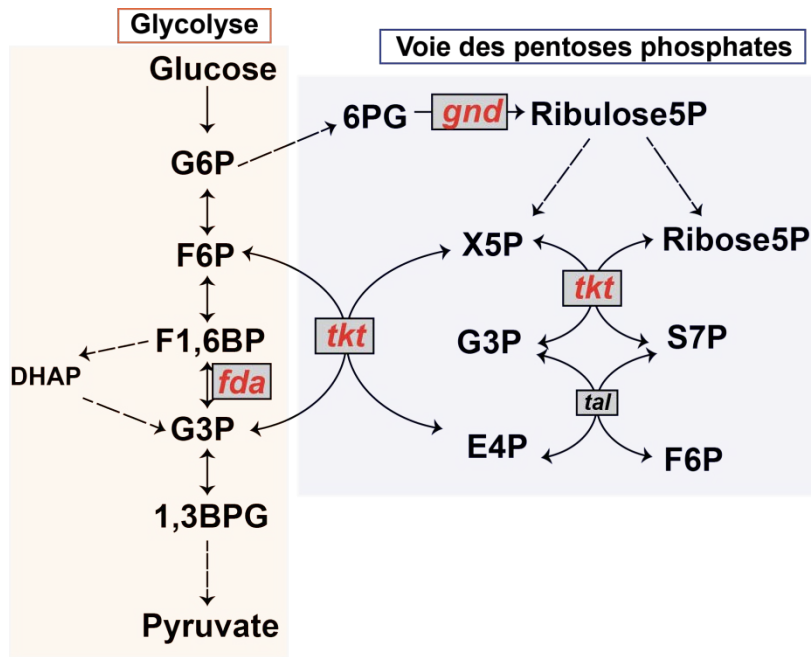 Glycolyse
Voie des pentoses phosphates
Glucose
6PG gnd Ribulose5P
G6P
F6P
X5P
Ribose5P
tkt
F1,6BP
tkt
G3P
S7P
DHAP
fda
tal
G3P
E4P
F6P
1,3BPG
Pyruvate